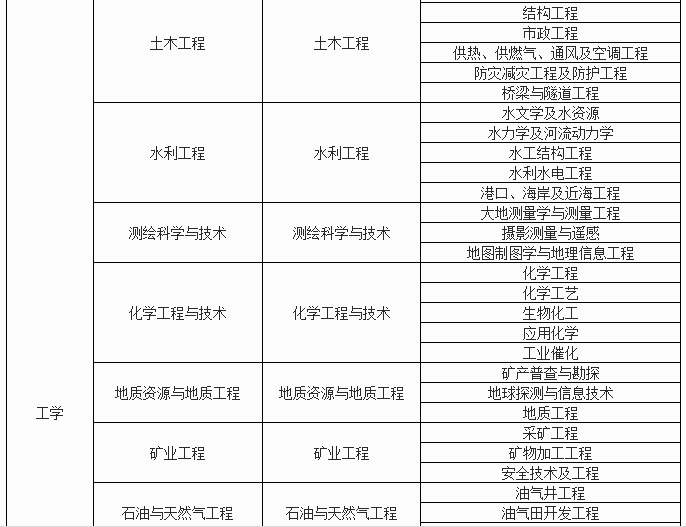 结构工程
市政工程
土木工程 土木工程
供热、供燃气、通风及空调工程
防灾减灾工程及防护工程
桥梁与隧道工程
水文学及水资源
水力学及河流动力学
水利工程 水利工程 水工结构工程
水利水电工程
港口、海岸及近海工程
大地测量学与测量工程
测绘科学与技术 测绘科学与技术 摄影测量与遥感
地图制图学与地理信息工程
化学工程
化学工艺
化学工程与技术 化学工程与技术 生物化工
应用化学
工业催化
矿产普查与勘探
地质资源与地质工程 地质资源与地质工程 地球探测与信息技术
工学 地质工程
采矿工程
矿业工程 矿业工程 矿物加工工程
安全技术及工程
油气井工程
石油与天然气工程 石油与天然气工程 油气田开发工程